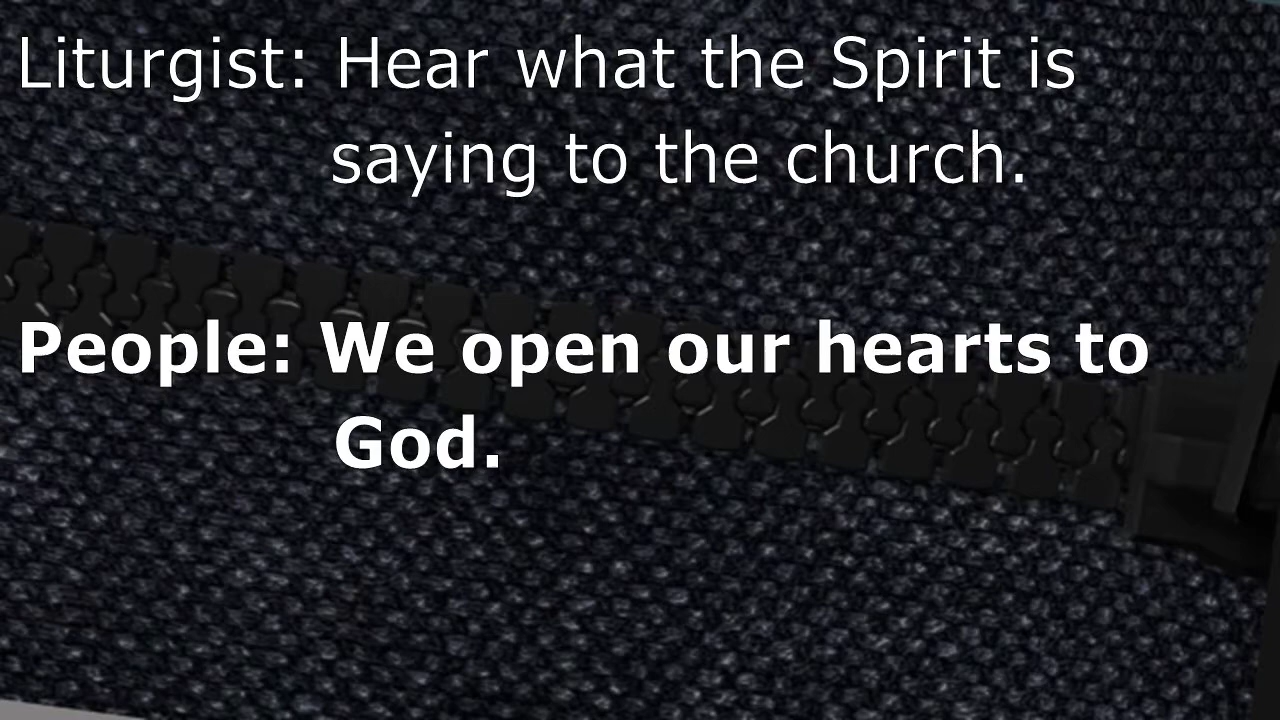 Liturgist: Hear what the Spirit is
saying to the church.
People: We open our hearts to
God.